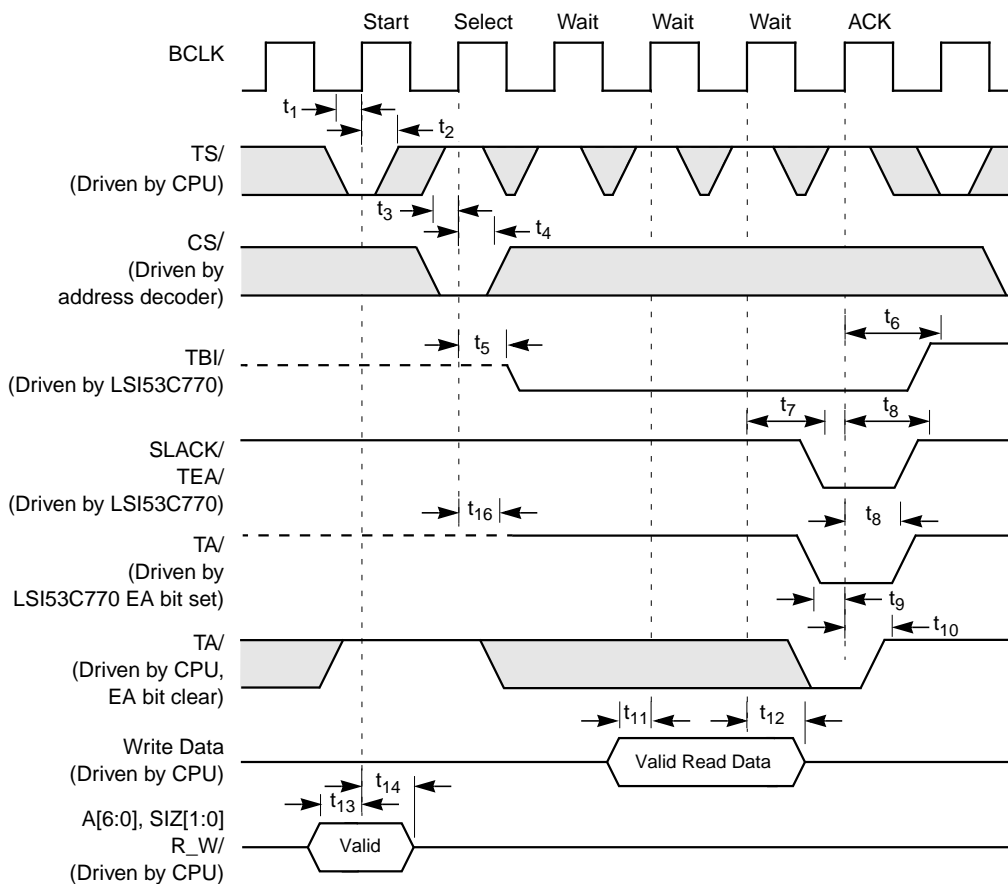 Start Select Wait Wait Wait ACK
BCLK
t1
t2
TS/
(Driven by CPU)
t3
t4
CS/
(Driven by
address decoder)
t6
t5
TBI/
(Driven by LSI53C770)
t7 t8
SLACK/
TEA/
(Driven by LSI53C770)
t16 t8
TA/
(Driven by
LSI53C770 EA bit set)
t9
t10
TA/
(Driven by CPU,
EA bit clear)
t11 t12
Write Data
(Driven by CPU)
Valid Read Data
t14
t13
A[6:0], SIZ[1:0]
R_W/
(Driven by CPU)
Valid